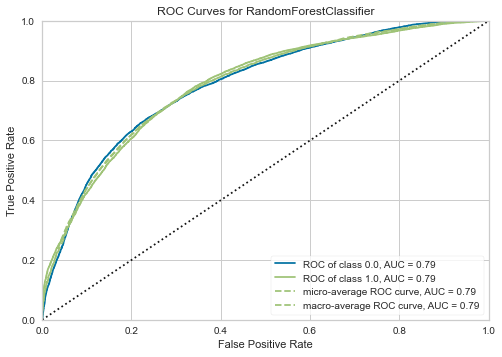 ROC Curves for RandomForestClassifier
1.0
0.8
0.6
0.4
0.2
0.0
True Positive Rate
ROC of class 0.0, AUC = 0.79
ROC of class 1.0, AUC = 0.79
micro-average ROC curve, AUC = 0.79
macro-average ROC curve, AUC = 0.79
0.0 0.2 0.4 0.6 0.8 1.0
False Positive Rate